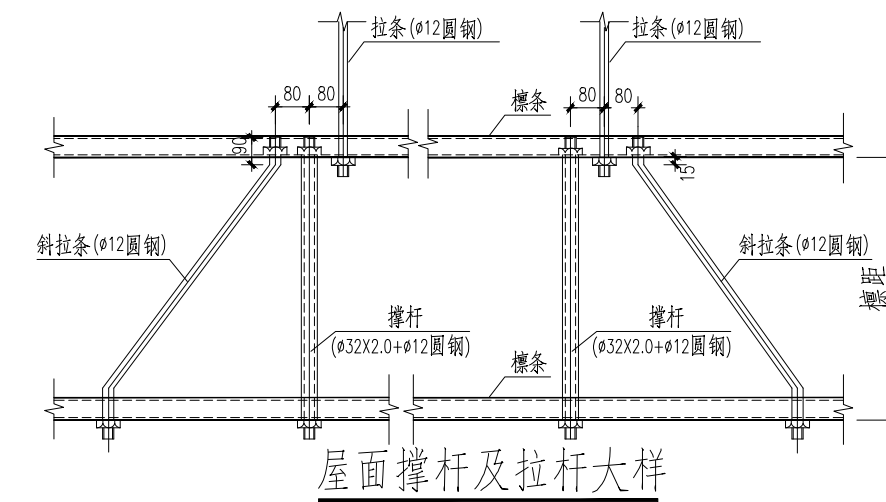 拉条(ø12圆钢)
拉条(ø12圆钢)
80 80
檩条
80 80
90
15
斜拉条(ø12圆钢)
斜拉条(ø12圆钢)
檩距
撑杆
(ø32X2.0+ø12圆钢)
撑杆
(ø32X2.0+ø12圆钢)
檩条
屋面撑杆及拉杆大样